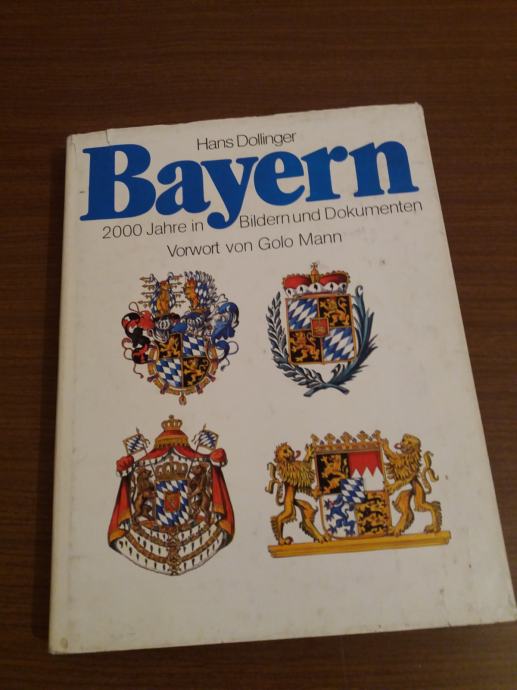 Hans Dollinger
Bayern
2000 Jahre in Bildern und Dokumenten
Vorwort von Golo Mann